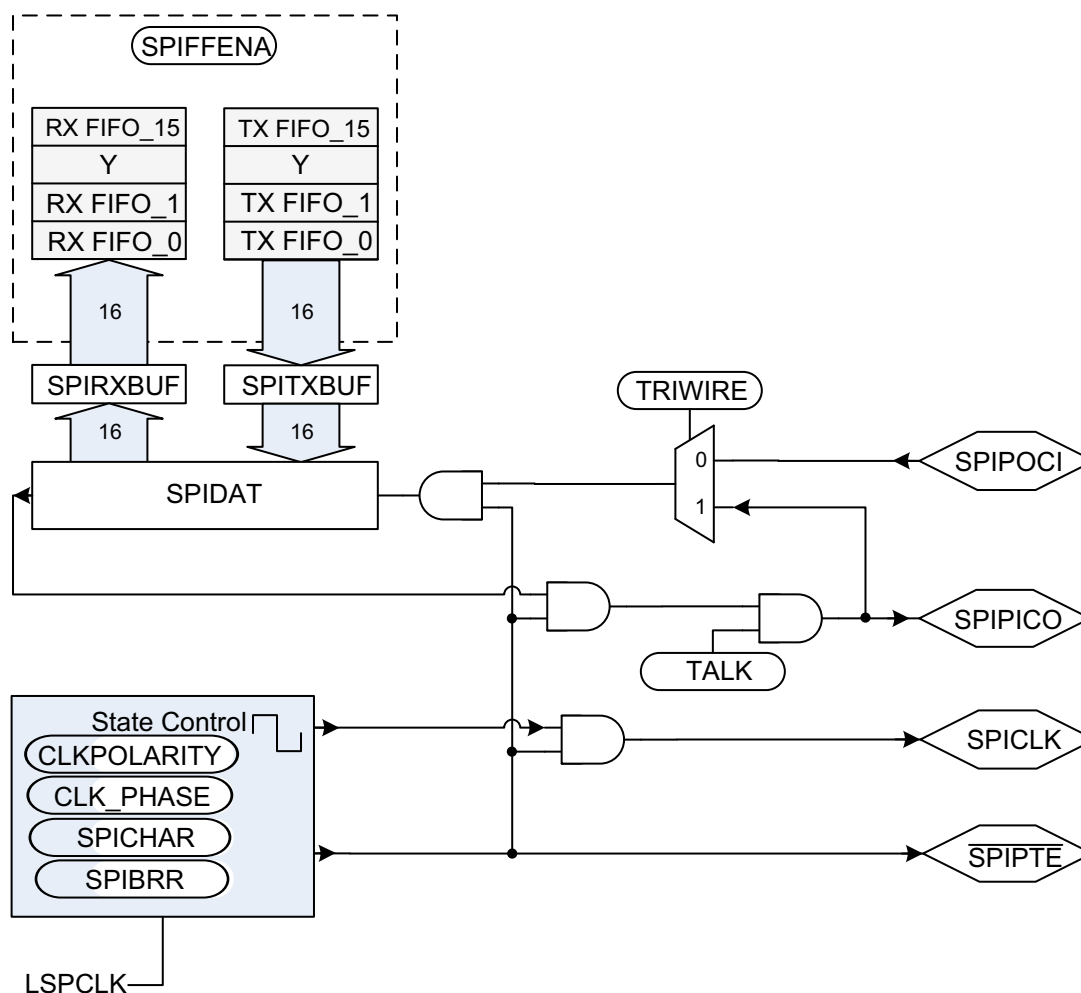 SPIFFENA
RX FIFO_15
TX FIFO_15
Y
Y
RX FIFO_1
TX FIFO_1
RX FIFO_0
TX FIFO_0
16
16
SPIRXBUF
SPITXBUF
TRIWIRE
16
16
0
SPIPOCI
SPIDAT
1
SPIPICO
TALK
State Control
CLKPOLARITY
SPICLK
CLK_PHASE
SPICHAR
SPIPTE
SPIBRR
LSPCLK